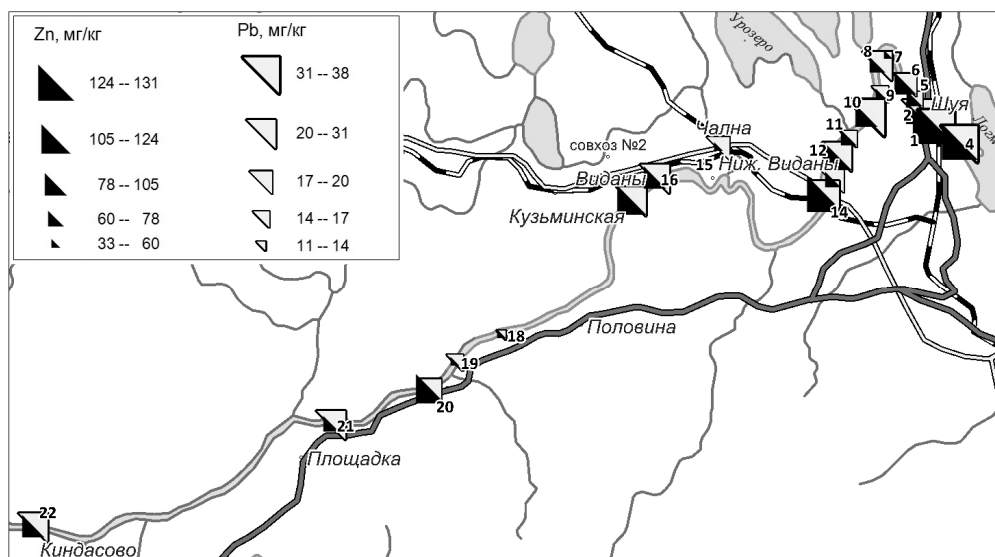 Zn, мг/кг
Pb, мг/кг
124 -- 131
31 -- 38
105 -- 124
20 -- 31
78 -- 105
17 -- 20
60 -- 78
14 -- 17
33 -- 60
11 -- 14
Урозеро
8
7
6
5
9
10
2
Шуя
1
4
11
Чална
12
совхоз №2
15
Ниж. Виданы
Виданы
16
Кузьминская
14
Половина
18
19
20
21
Площадка
22
Киндасово